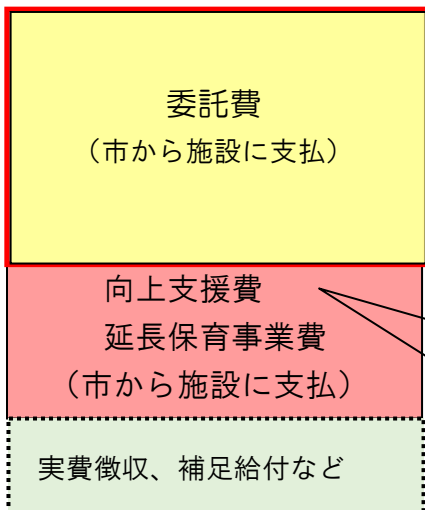 委託費
（市から施設に支払）
向上支援費
延長保育事業費
（市から施設に支払）
実費徴収、補足給付など